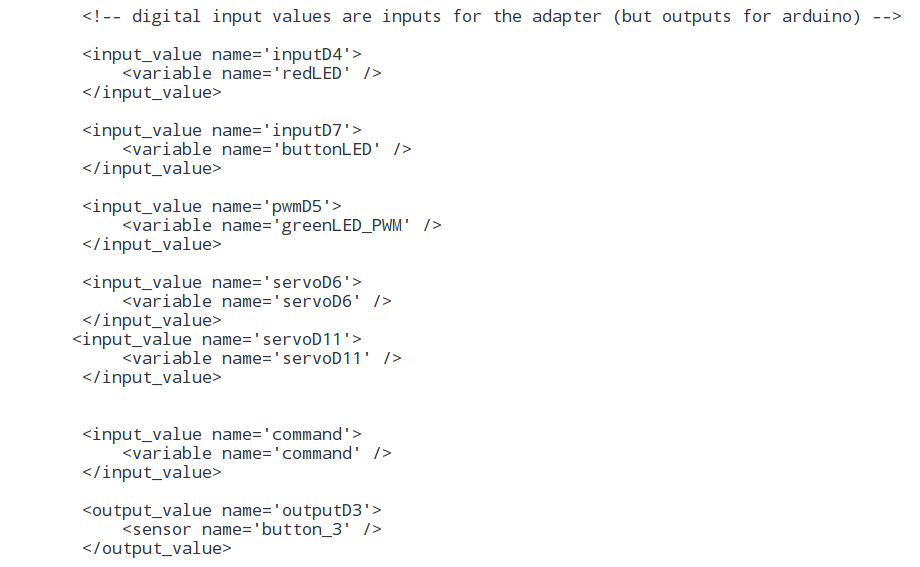 <!-- digital input values are inputs for the adapter (but outputs for arduino) -->
<input_value name='inputD4'>
<variable name='redLED' />
</input_value>
<input_value name='inputD7'>
<variable name='buttonLED' />
</input_value>
<input_value name='pwmD5'>
<variable name='greenLED_PWM' />
</input_value>
<input_value name='servoD6'>
<variable name='servoD6' />
</input_value>
<input_value name='servoD11'>
<variable name='servoD11' />
</input_value>
<input_value name='command'>
<variable name='command' />
</input_value>
<output_value name='outputD3'>
<sensor name='button_3' />
</output_value>